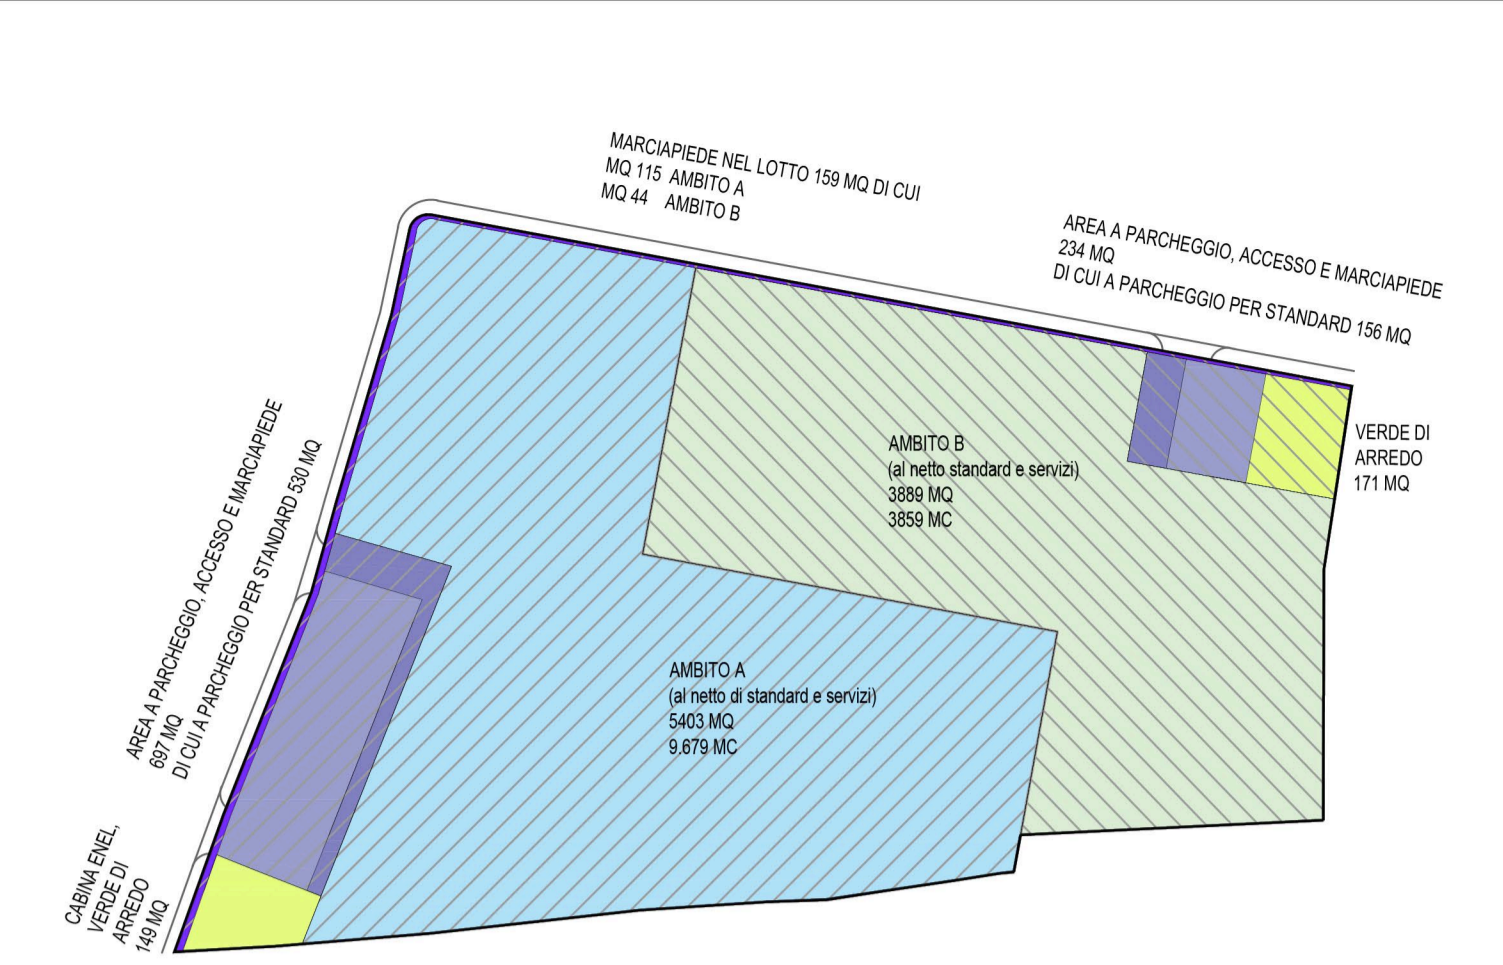 MARCIAPIEDE NEL LOTTO 159 MQ DI CUI
MQ 115 AMBITO A
MQ 44 AMBITO B
AREA A PARCHEGGIO, ACCESSO E MARCIAPIEDE
234 MQ
DI CUI A PARCHEGGIO PER STANDARD 156 MQ
VERDE DI
ARREDO
171 MQ
AMBITO B
(al netto standard e servizi)
3889 MQ
3859 MC
AREA A PARCHEGGIO, ACCESSO E MARCIAPIEDE
697 MQ
DI CUI A PARCHEGGIO PER STANDARD 530 MQ
AMBITO A
(al netto di standard e servizi)
5403 MQ
9.679 MC
CABINA ENEL,
VERDE DI
ARREDO
149 MQ